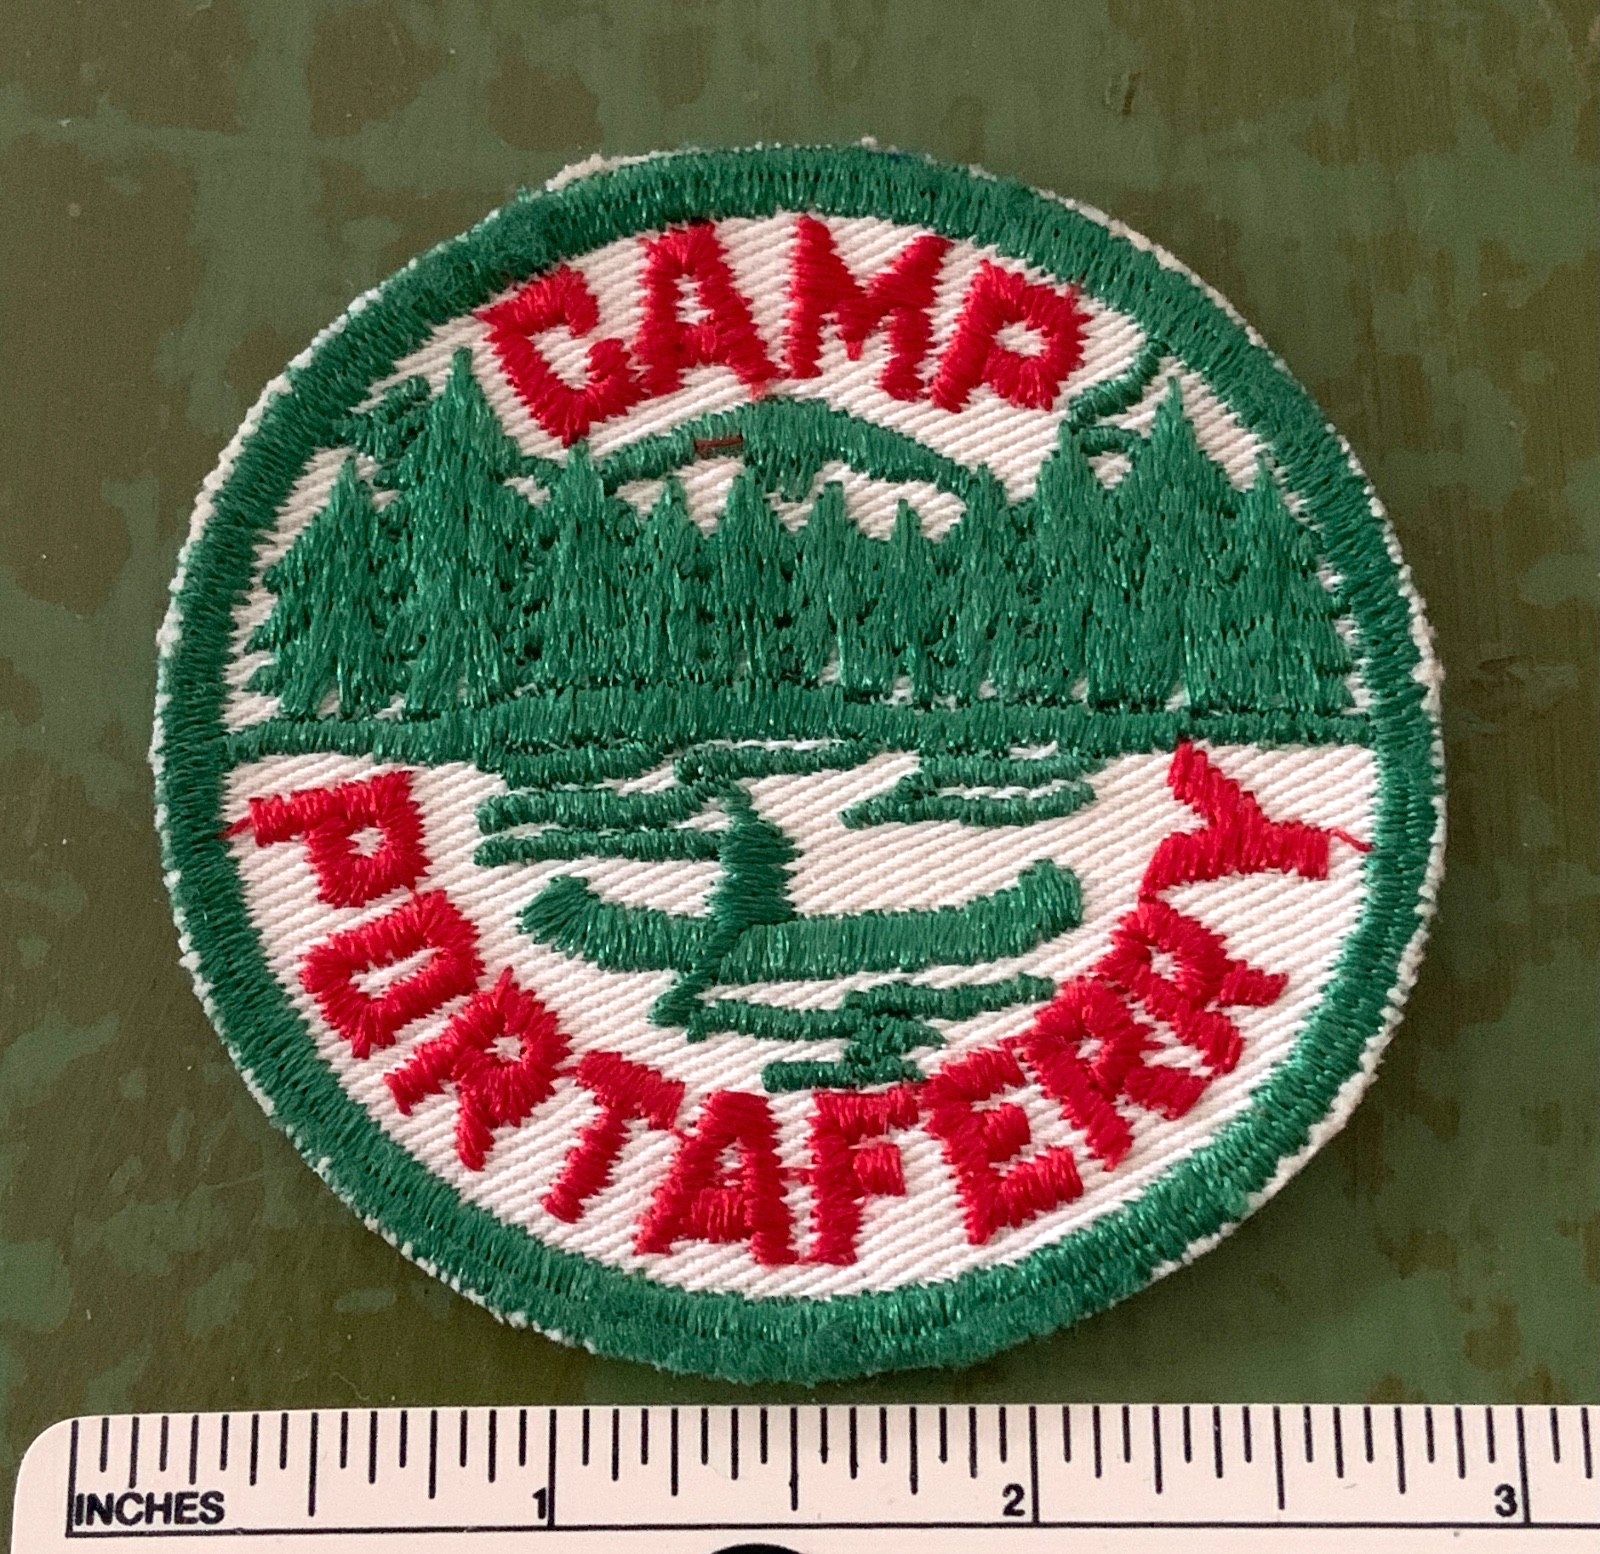 CAMP
PORTAFERRY
INCHES 1 2 3